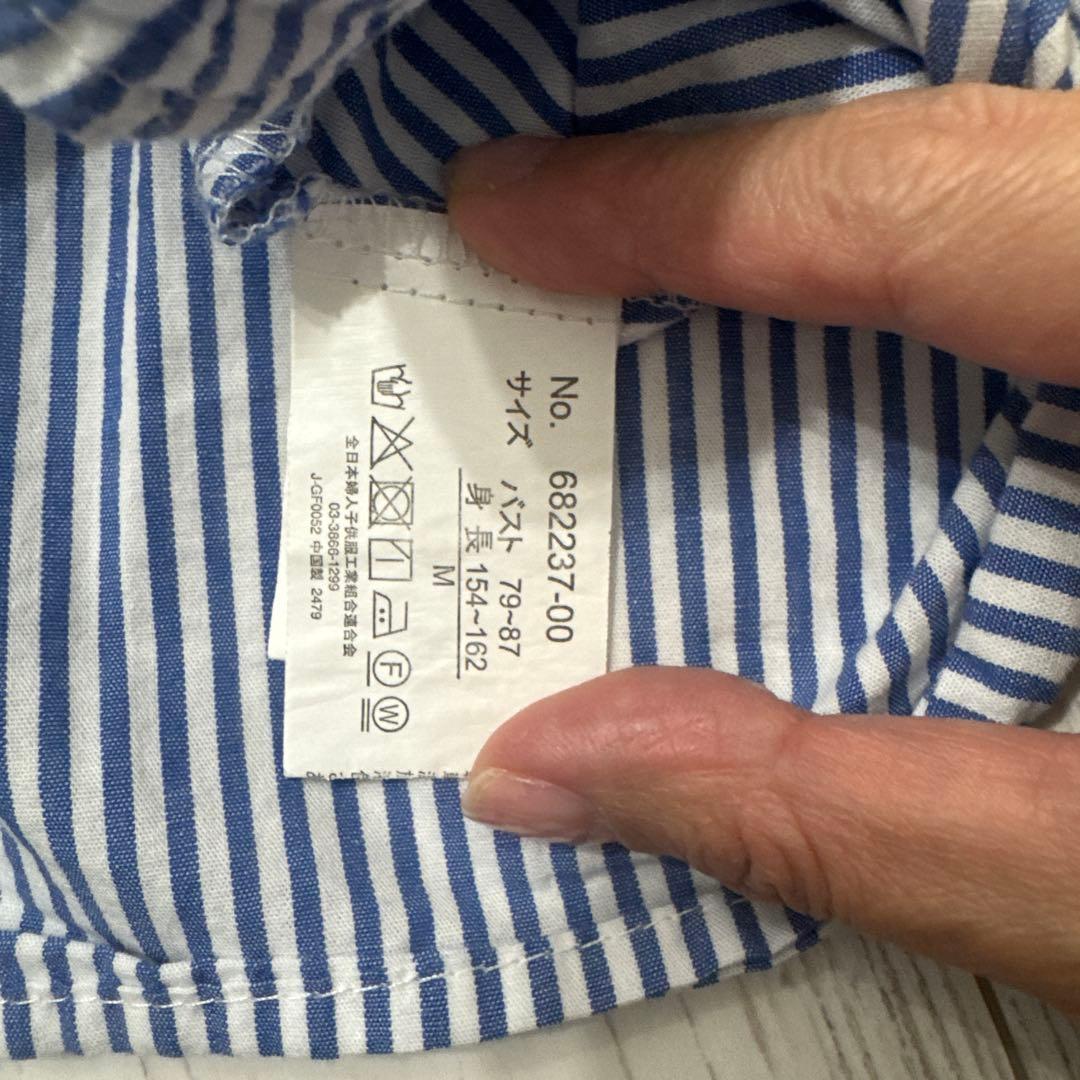 No. 682237-00
サイズ バスト 79~87
身長 154~162
M
F
W
全日本婦人子供服工業組合連合会
03-3866-1299
J-GF0052 中国製 2479